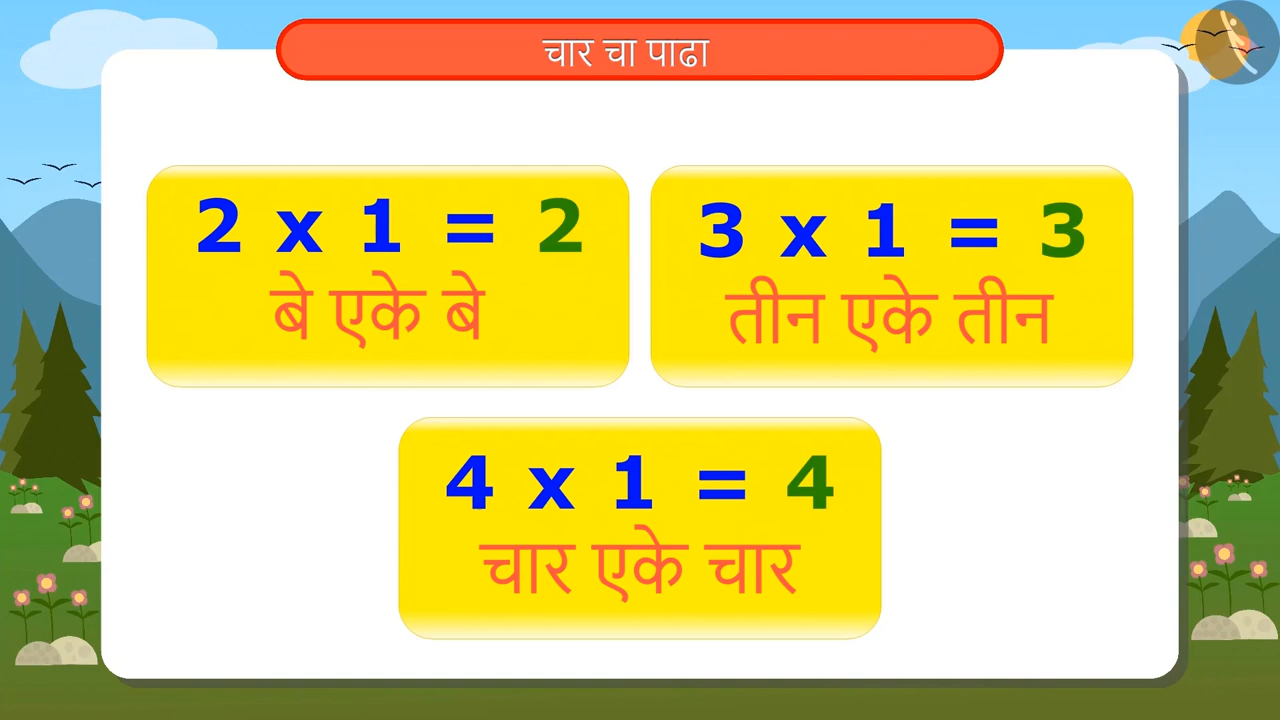 चार चा पाढा
2 x 1 = 2
बे एके बे
3 x 1 = 3
तीन एके तीन
4 x 1 = 4
चार एके चार